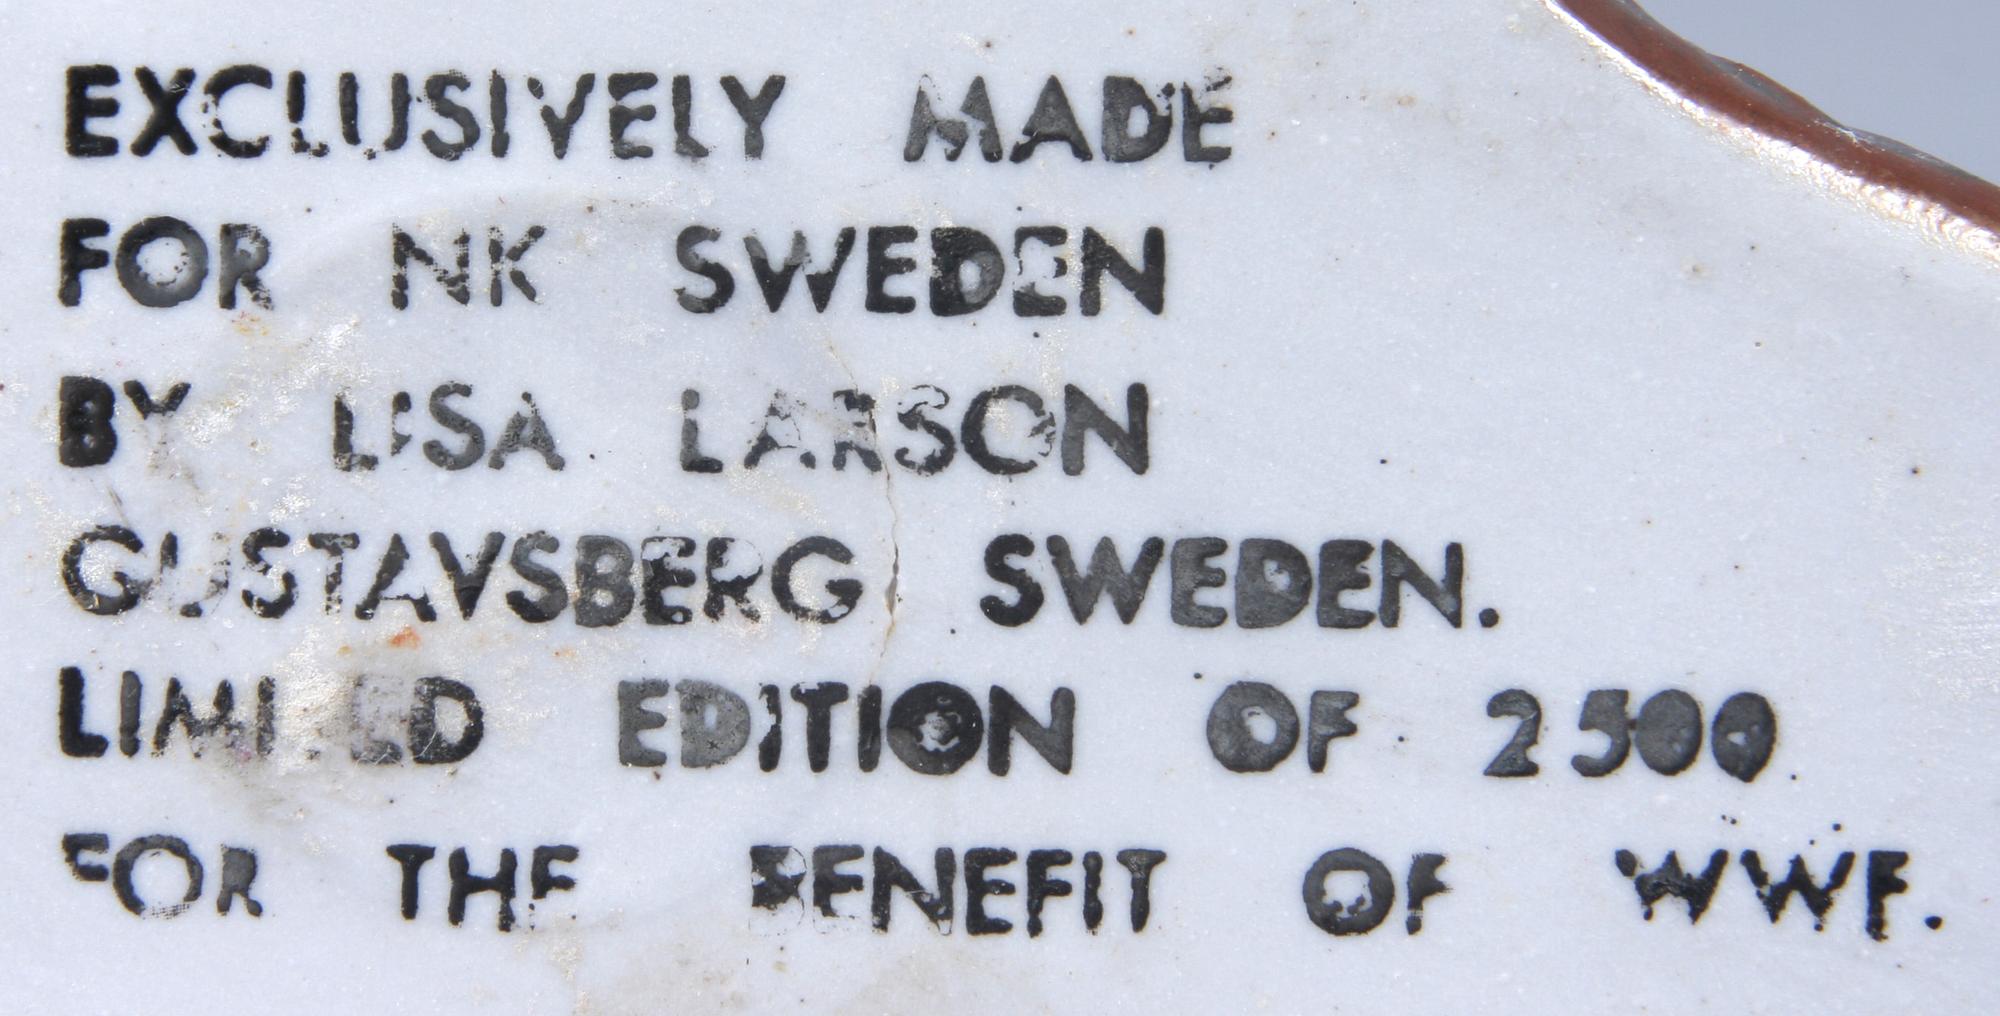 EXCLUSIVELY MADE
FOR NK SWEDEN
BY LISA LARSON
GUSTAVSBERG SWEDEN.
LIMITED EDITION OF 2500
FOR THE BENEFIT OF WWF.